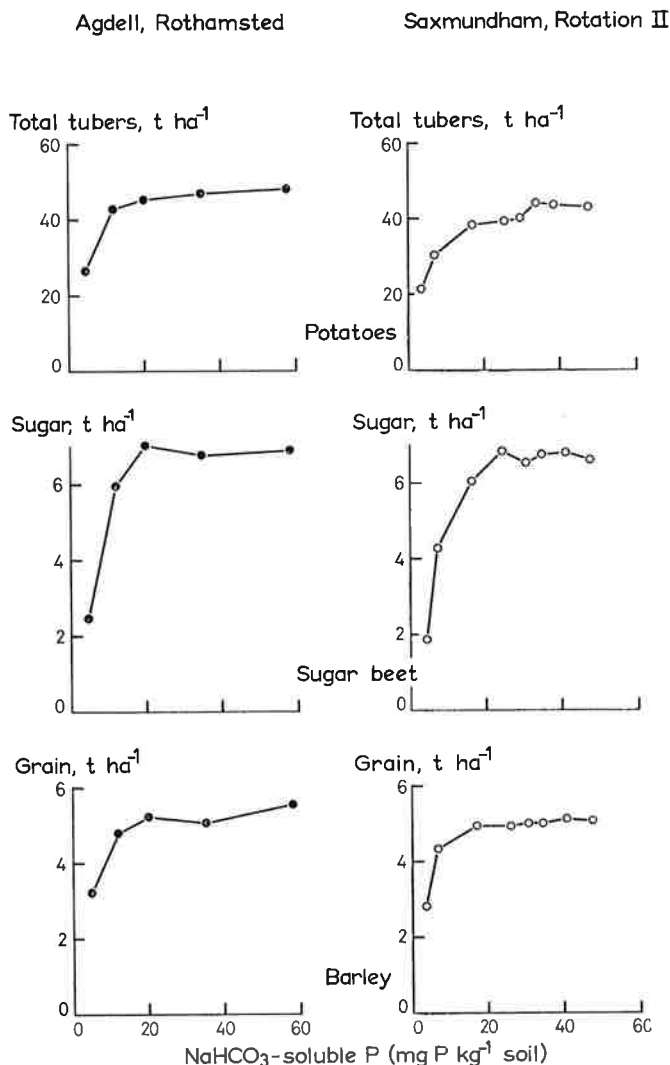 Agdell, Rothamsted Saxmundham, Rotation II
Total tubers, t ha⁻¹ Total tubers, t ha⁻¹
60 60
40 40
20 20
0 0
Potatoes
Sugar, t ha⁻¹ Sugar, t ha⁻¹
6 6
4 4
2 2
0 0
Sugar beet
Grain, t ha⁻¹ Grain, t ha⁻¹
6 6
4 4
2 2
0 0
Barley
0 20 40 60 0 20 40 60
NaHCO₃-soluble P (mg P kg⁻¹ soil)